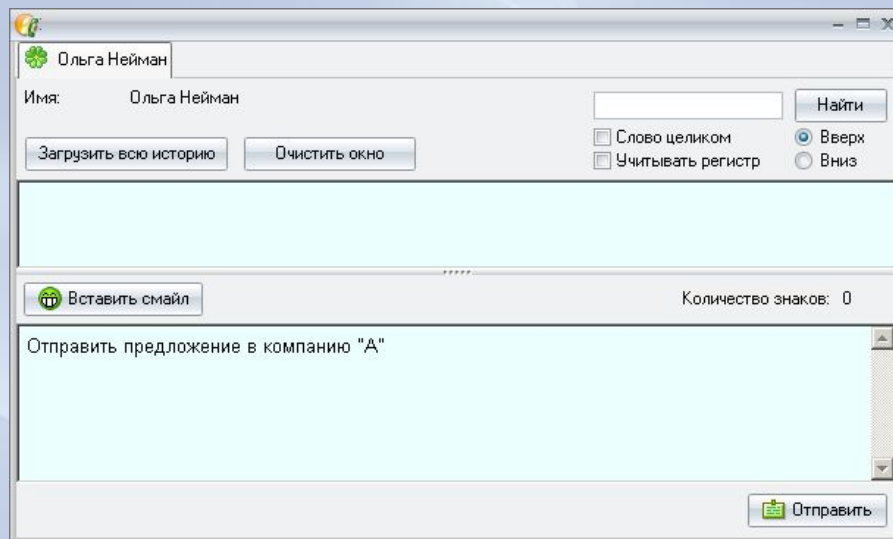 Ольга Нейман
Имя: Ольга Нейман
Найти
Слово целиком
Вверх
Загрузить всю историю
Очистить окно
Учитывать регистр
Вниз
Вставить смайл
Количество знаков: 0
Отправить предложение в компанию "А"
Отправить